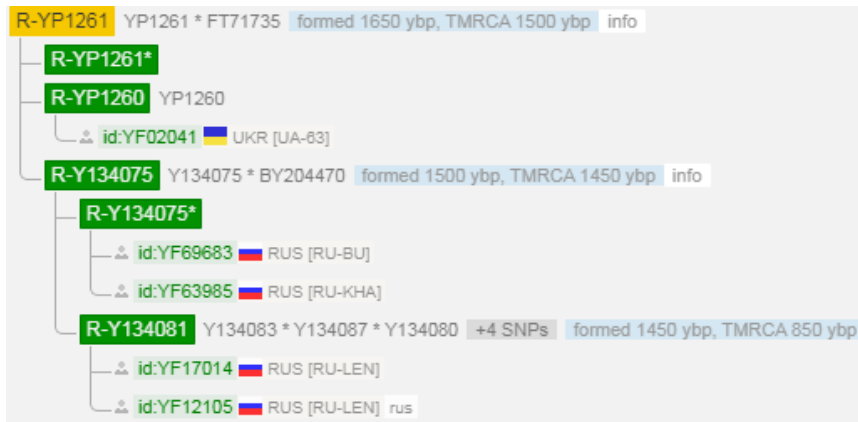 R-YP1261 YP1261 * FT71735 formed 1650 ybp, TMRCA 1500 ybp info
R-YP1261*
R-YP1260 YP1260
id:YF02041 UKR [UA-63]
R-Y134075 Y134075 * BY204470 formed 1500 ybp, TMRCA 1450 ybp info
R-Y134075*
id:YF69683 RUS [RU-BU]
id:YF63985 RUS [RU-KHA]
R-Y134081 Y134083 * Y134087 * Y134080 +4 SNPs formed 1450 ybp, TMRCA 850 ybp
id:YF17014 RUS [RU-LEN]
id:YF12105 RUS [RU-LEN] rus